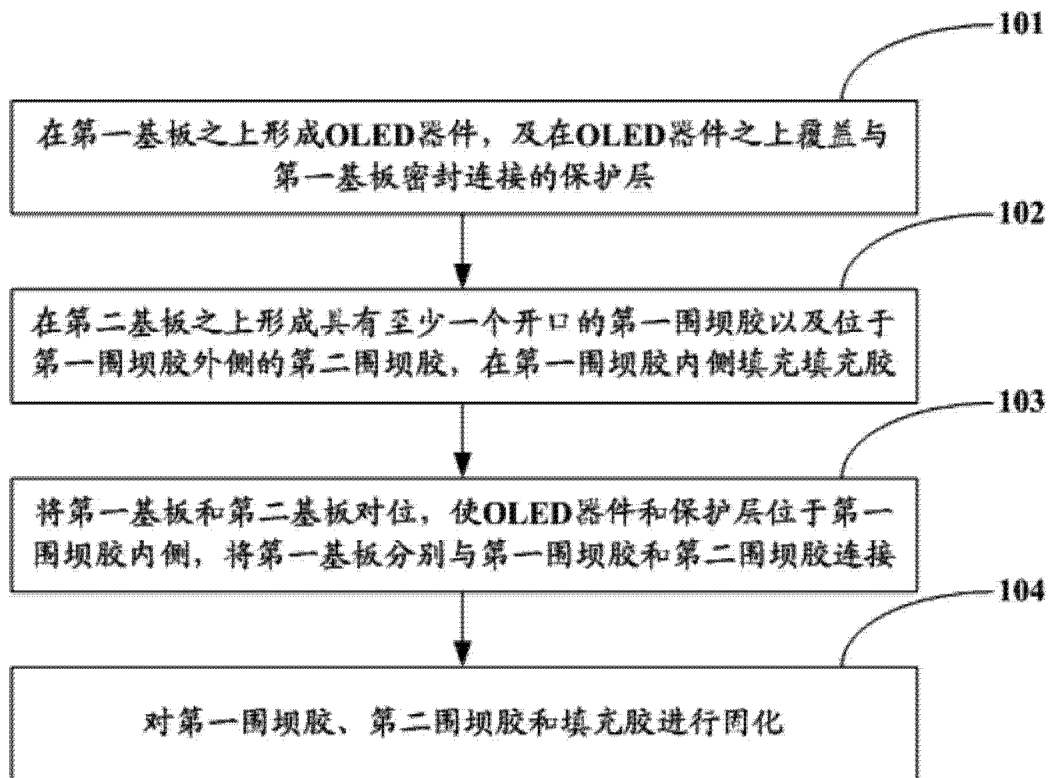 101
在第一基板之上形成OLED器件，及在OLED器件之上覆盖与
第一基板密封连接的保护层
102
在第二基板之上形成具有至少一个开口的第一围坝胶以及位于
第一围坝胶外侧的第二围坝胶，在第一围坝胶内侧填充填充胶
103
将第一基板和第二基板对位，使OLED器件和保护层位于第一
围坝胶内侧，将第一基板分别与第一围坝胶和第二围坝胶连接
104
对第一围坝胶、第二围坝胶和填充胶进行固化